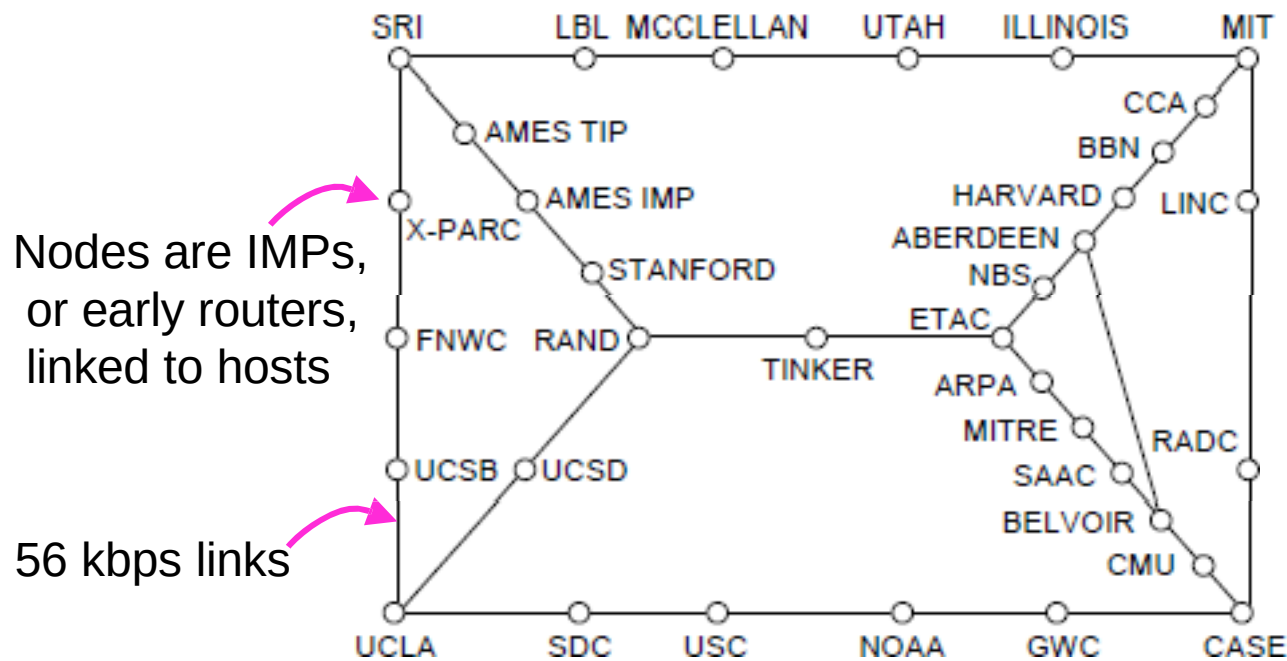 SRI LBL MCCLELLAN UTAH ILLINOIS MIT
CCA
AMES TIP
BBN
AMES IMP
HARVARD
LINC
X-PARC
Nodes are IMPs,
or early routers,
linked to hosts
ABERDEEN
STANFORD
NBS
ETAC
FNWC
RAND
TINKER
ARPA
MITRE
RADC
UCSB
UCSD
SAAC
BELVOIR
56 kbps links
CMU
UCLA SDC USC NOAA GWC CASE